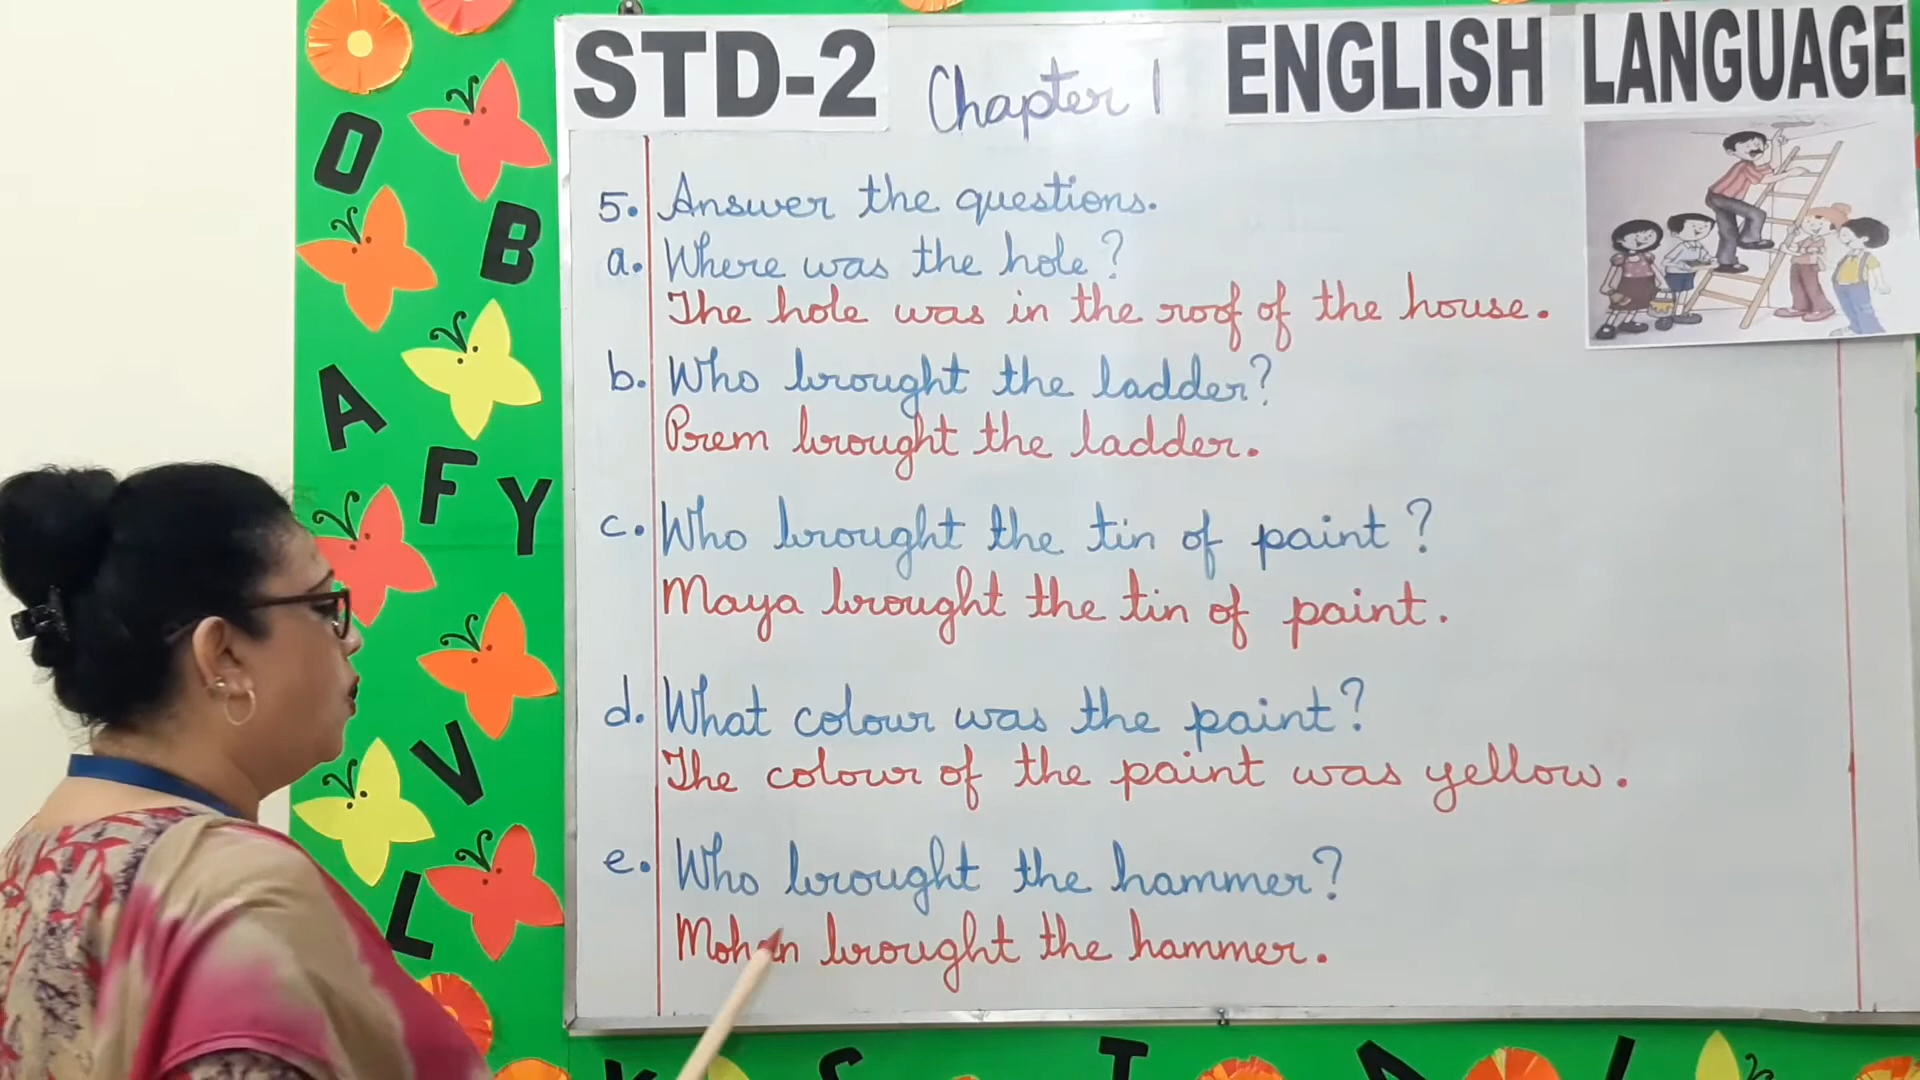 STD-2 Chapter 1 ENGLISH LANGUAGE
5. Answer the questions.
a. Where was the hole?
The hole was in the roof of the house.
b. Who brought the ladder?
Prem brought the ladder.
c. Who brought the tin of paint?
Maya brought the tin of paint.
d. What colour was the paint?
The colour of the paint was yellow.
e. Who brought the hammer?
Mohan brought the hammer.
O
B
A
F
Y
V
L